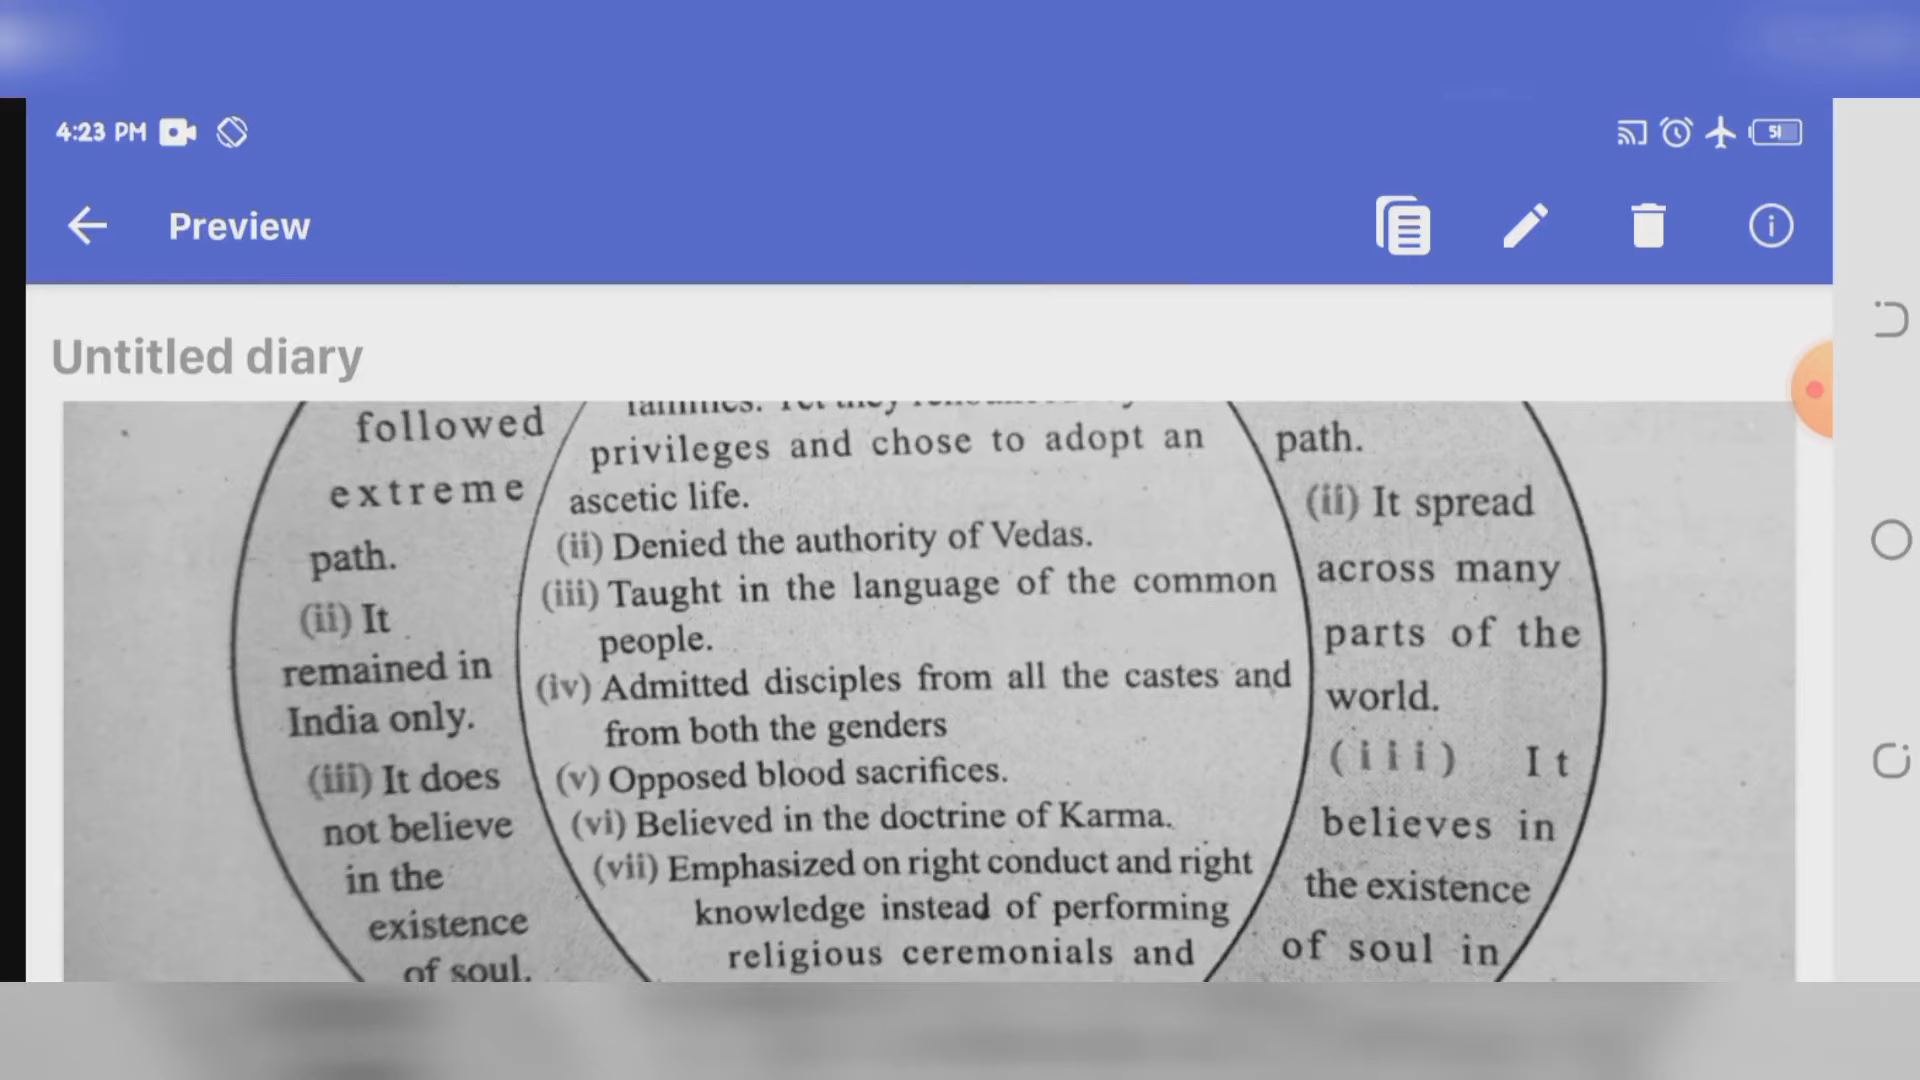 4:23 PM
51
Preview
Untitled diary
followed
extreme
path.
(ii) It
remained in
India only.
(iii) It does
not believe
in the
existence
of soul.
privileges and chose to adopt an
ascetic life.
(ii) Denied the authority of Vedas.
(iii) Taught in the language of the common
people.
(iv) Admitted disciples from all the castes and
from both the genders
(v) Opposed blood sacrifices.
(vi) Believed in the doctrine of Karma.
(vii) Emphasized on right conduct and right
knowledge instead of performing
religious ceremonials and
path.
(ii) It spread
across many
parts of the
world.
(iii) It
believes in
the existence
of soul in